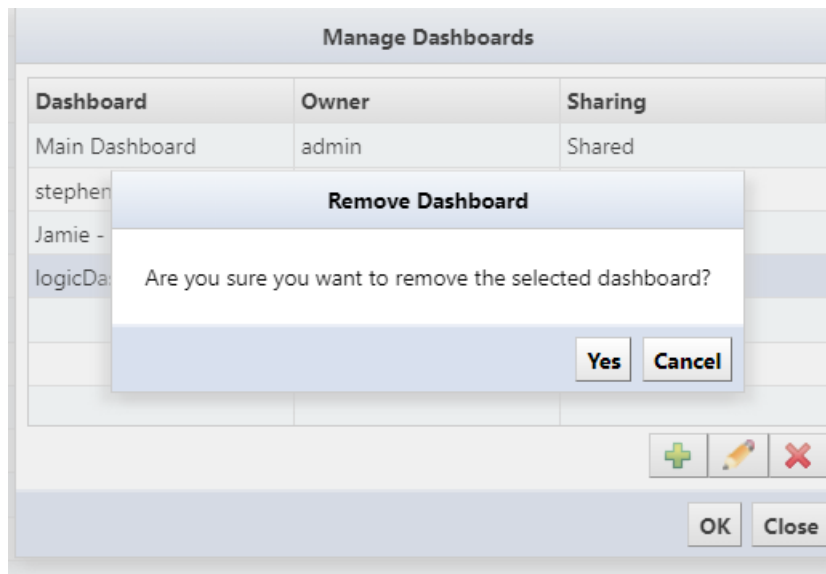 Manage Dashboards
Dashboard Owner Sharing
Main Dashboard admin Shared
stephen
Remove Dashboard
Jamie -
Are you sure you want to remove the selected dashboard?
Yes Cancel
OK Close